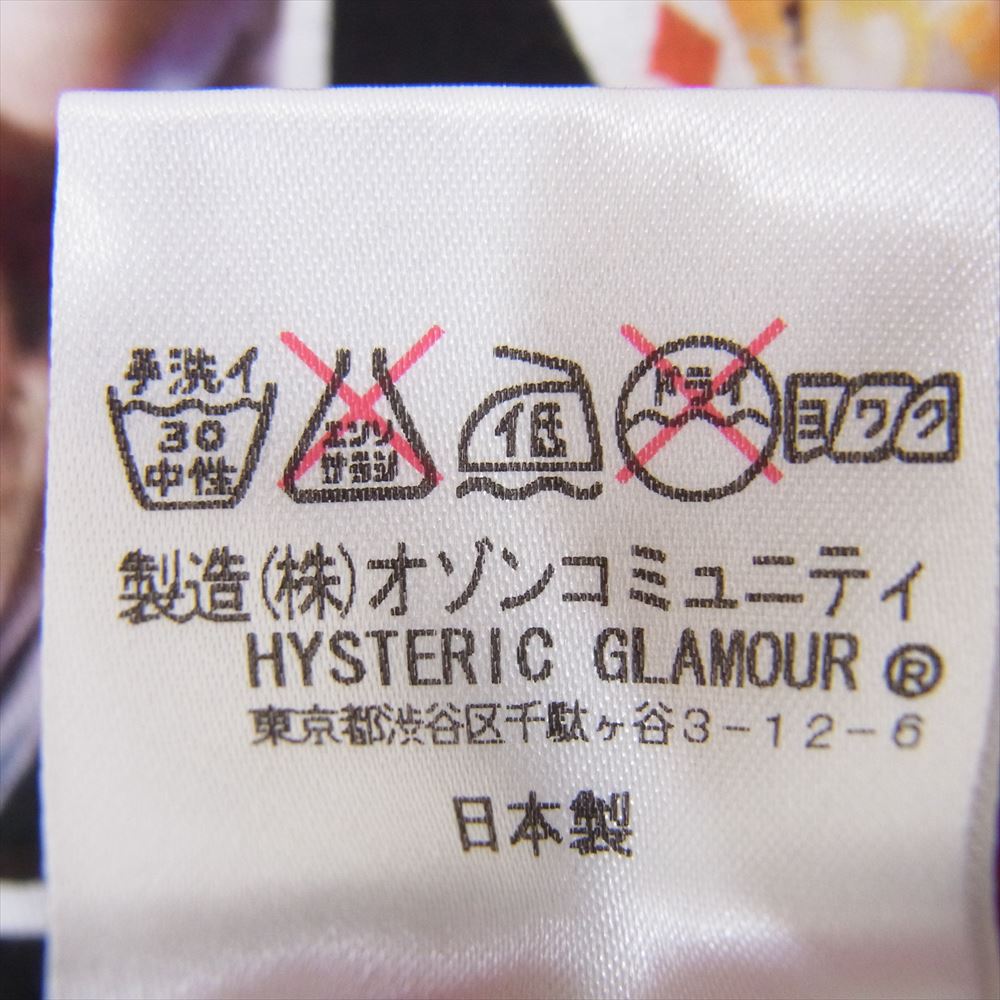 手洗イ 30 中性 エンソサラシ 低 ドライ ヨワク
製造(株)オゾンコミュニティ
HYSTERIC GLAMOUR ®
東京都渋谷区千駄ヶ谷3-12-6
日本製